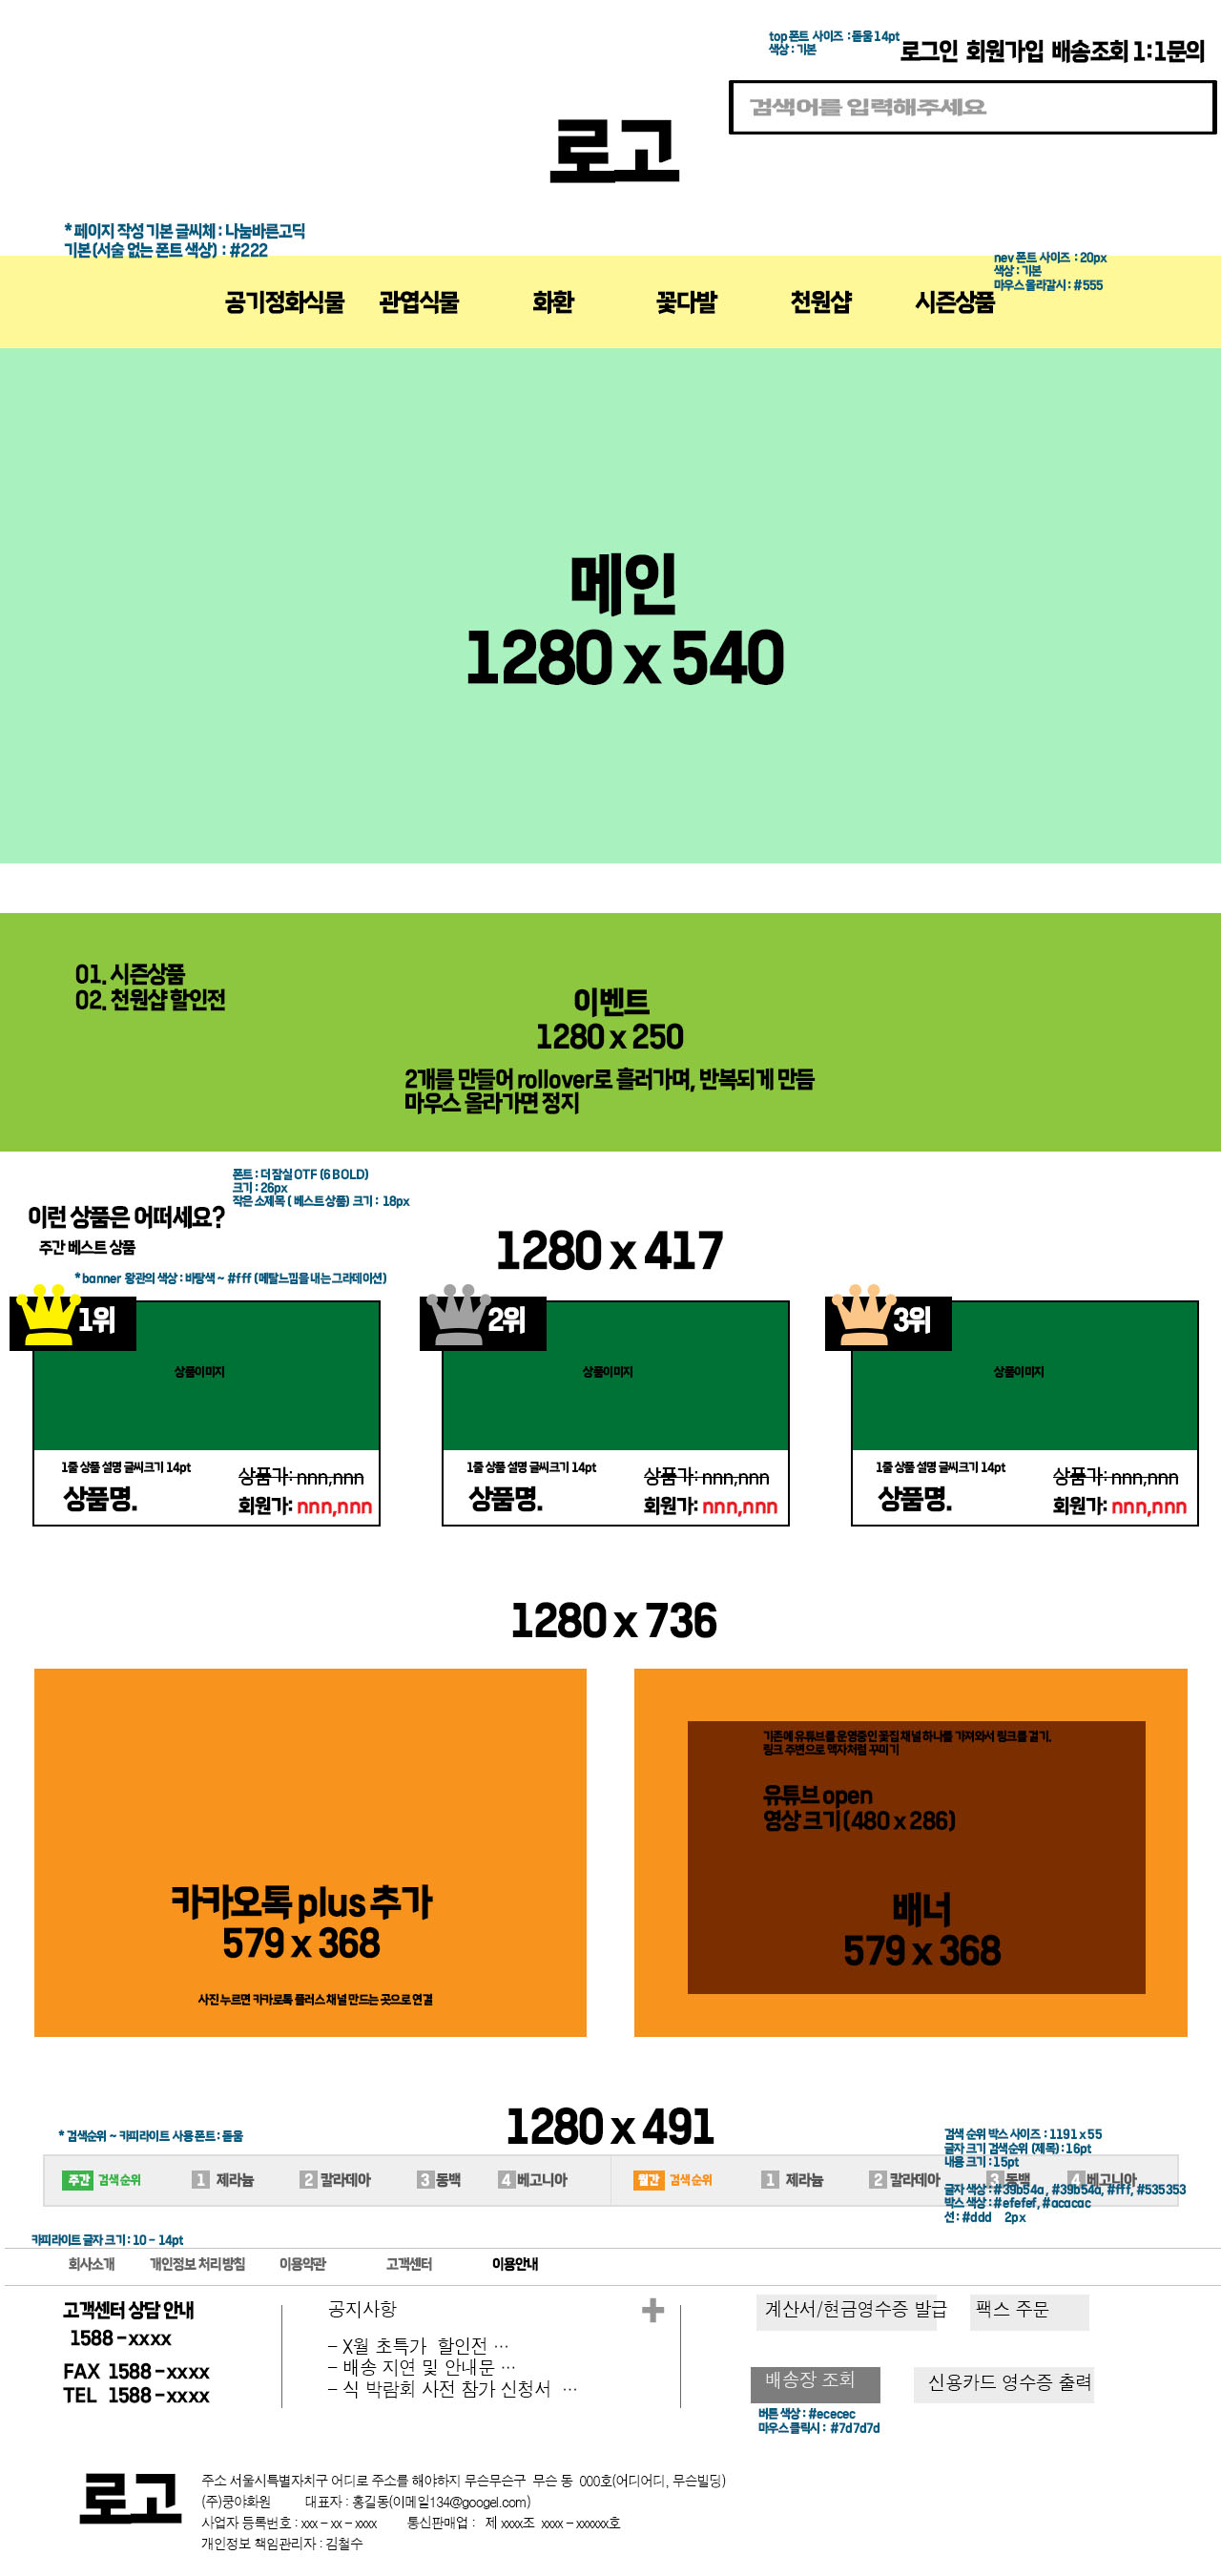 top 폰트 사이즈 : 돋움 14pt
색상 : 기본
로그인 회원가입 배송조회 1:1문의
검색어를 입력해주세요
로고
* 페이지 작성 기본 글씨체 : 나눔바른고딕
기본 (서술 없는 폰트 색상) : #222
nev 폰트 사이즈 : 20px
색상 : 기본
마우스 올라갈시 : #555
공기정화식물 관엽식물 화환 꽃다발 천원샵 시즌상품
메인
1280 x 540
01. 시즌상품
02. 천원샵 할인전
이벤트
1280 x 250
2개를 만들어 rollover로 흘러가며, 반복되게 만듬
마우스 올라가면 정지
폰트 : 더 잠실 OTF (6 BOLD)
크기 : 26px
작은 소제목 ( 베스트 상품) 크기 : 18px
이런 상품은 어떠세요?
주간 베스트 상품
1280 x 417
* banner 왕관의 색상 : 바탕색 ~ #fff (메탈느낌을 내는 그라데이션)
1위
2위
3위
상품이미지
상품이미지
상품이미지
1줄 상품 설명 글씨크기 14pt
상품명.
상품가: nnn,nnn
회원가: nnn,nnn
1줄 상품 설명 글씨크기 14pt
상품명.
상품가: nnn,nnn
회원가: nnn,nnn
1줄 상품 설명 글씨크기 14pt
상품명.
상품가: nnn,nnn
회원가: nnn,nnn
1280 x 736
카카오톡 plus 추가
579 x 368
사진 누르면 카카로톡 플러스 채널 만드는 곳으로 연결
기존에 유튜브를 운영중인 꽃집 채널 하나를 가져와서 링크를 걸기.
링크 주변으로 액자처럼 꾸미기
유튜브 open
영상 크기 (480 x 286)
배너
579 x 368
1280 x 491
* 검색순위 ~ 카피라이트 사용 폰트 : 돋움
검색 순위 박스 사이즈 : 1191 x 55
글자 크기 검색순위 (제목) : 16pt
내용 크기 : 15pt
주간 검색 순위 1 제라늄 2 칼라데아 3 동백 4 베고니아
월간 검색 순위 1 제라늄 2 칼라데아 3 동백 4 베고니아
글자 색상 : #39b54a , #39b54a, #fff, #535353
박스 색상 : #efefef, #acacac
선 : #ddd 2px
카피라이트 글자 크기 : 10 - 14pt
회사소개 개인정보 처리방침 이용약관 고객센터 이용안내
고객센터 상담 안내
1588 - xxxx
FAX 1588 - xxxx
TEL 1588 - xxxx
공지사항
- X월 초특가 할인전 ...
- 배송 지연 및 안내문 ...
- 식 박람회 사전 참가 신청서 ...
계산서/현금영수증 발급
팩스 주문
배송장 조회
신용카드 영수증 출력
버튼 색상 : #ececec
마우스 클릭시 : #7d7d7d
로고
주소 서울시특별자치구 어디로 주소를 해야하지 무슨무슨구 무슨 동 000호(어디어디, 무슨빌딩)
(주)쿵야화원 대표자 : 홍길동(이메일134@googel.com)
사업자 등록번호 : xxx - xx - xxxx 통신판매업 : 제 xxxx조 xxxx - xxxxxx호
개인정보 책임관리자 : 김철수